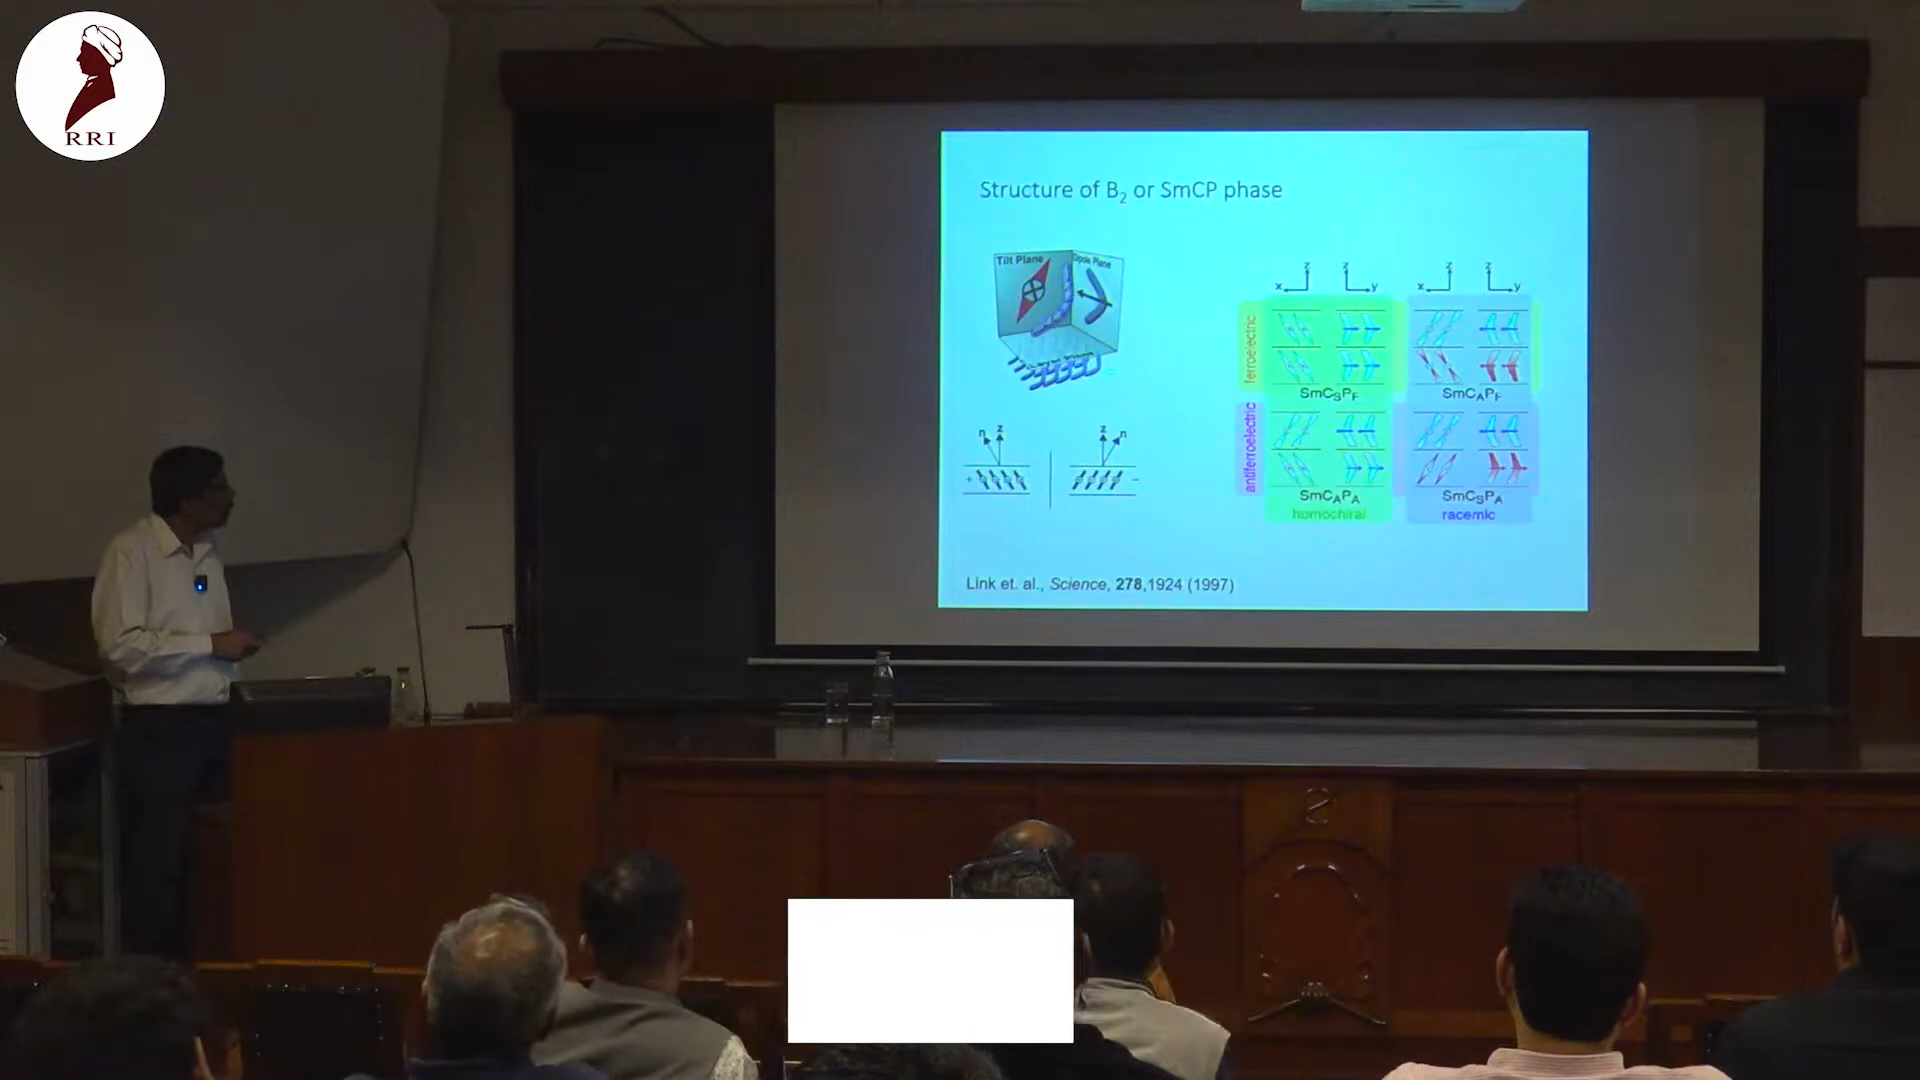 RRI
Structure of B₂ or SmCP phase
Tilt Plane
Dipole Plane
n z
z n
+
−
z z
x y
z z
x y
ferroelectric
SmCSPF
SmCAPF
antiferroelectric
SmCAPA
SmCSPA
homochiral
racemic
Link et. al., Science, 278,1924 (1997)